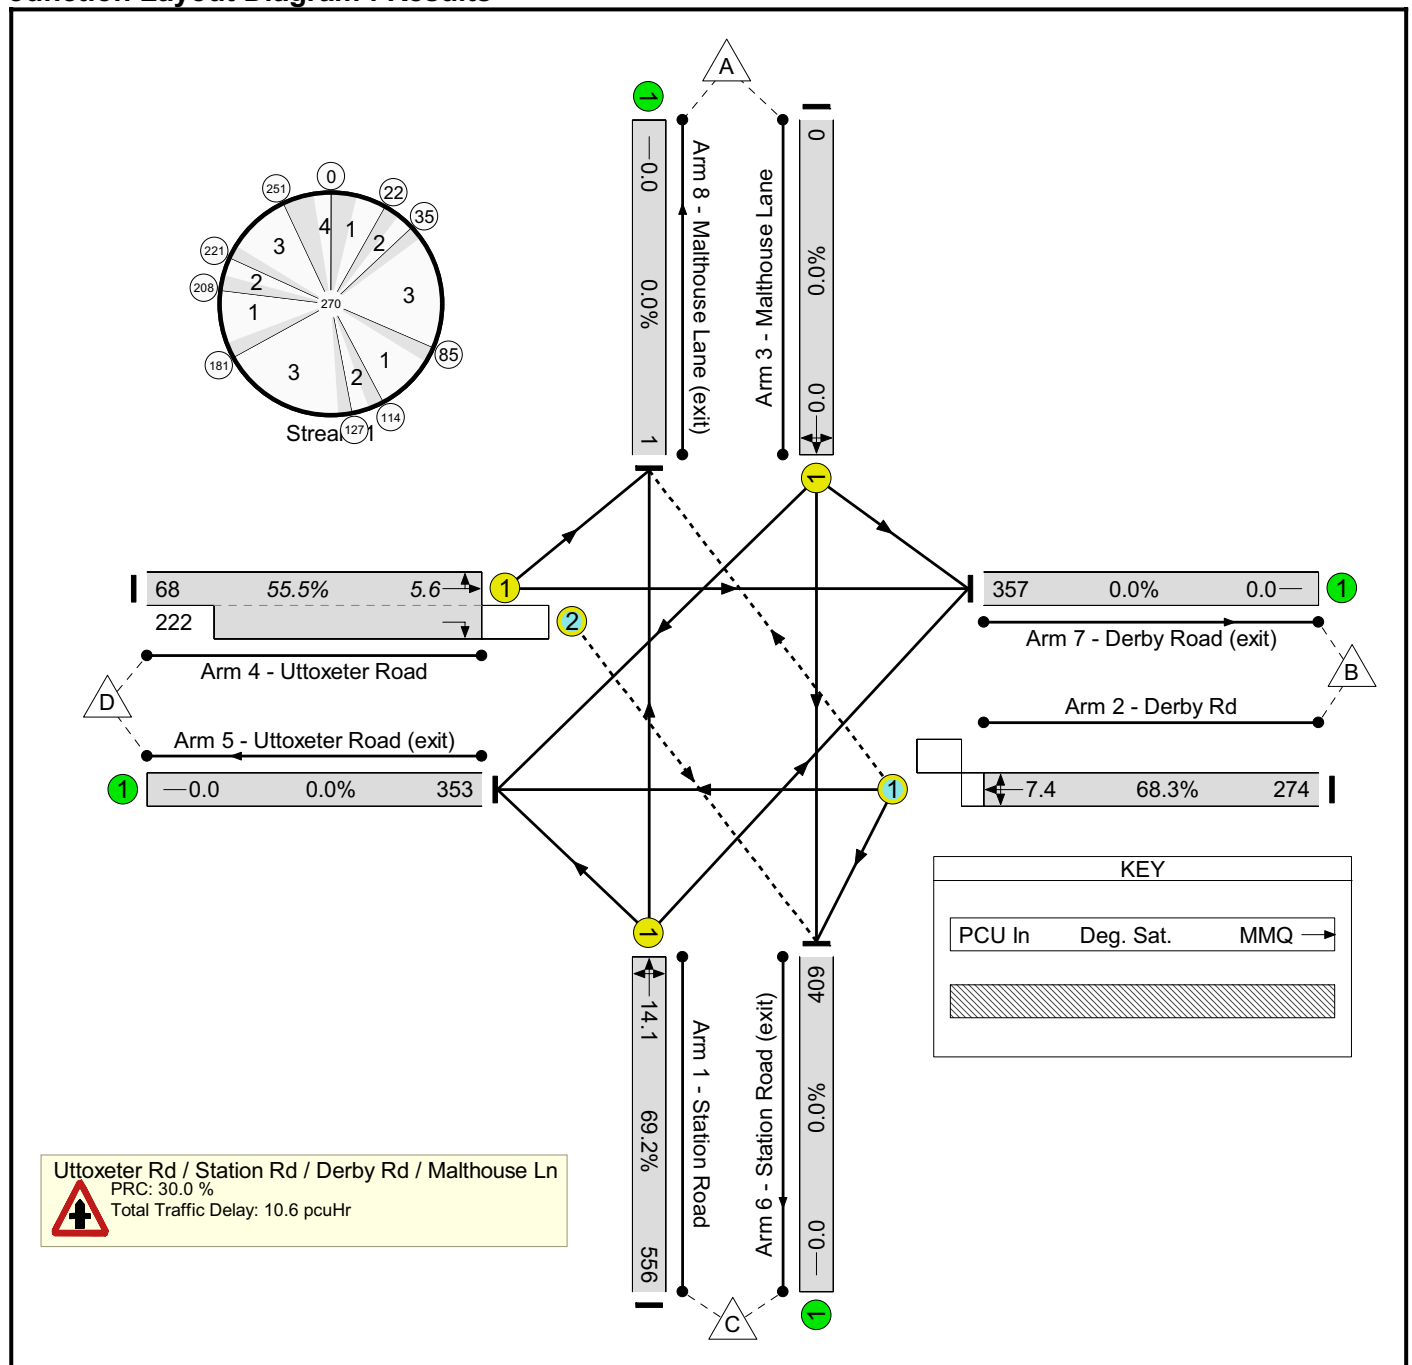 Junction Layout Diagram : Results
A
1
0.0
0.0%
1
Arm 8 - Malthouse Lane (exit)
Arm 3 - Malthouse Lane
0
0.0%
0.0
1
0
22
35
85
114
127
181
208
221
251
270
1
2
3
1
2
3
1
2
3
4
Stream 1
68 55.5% 5.6
222
1
2
Arm 4 - Uttoxeter Road
D
Arm 5 - Uttoxeter Road (exit)
1
0.0 0.0% 353
357 0.0% 0.0
1
Arm 7 - Derby Road (exit)
B
Arm 2 - Derby Rd
1
7.4 68.3% 274
KEY
PCU In Deg. Sat. MMQ
1
14.1
69.2%
556
Arm 1 - Station Road
Arm 6 - Station Road (exit)
409
0.0%
0.0
1
C
Uttoxeter Rd / Station Rd / Derby Rd / Malthouse Ln
PRC: 30.0 %
Total Traffic Delay: 10.6 pcuHr